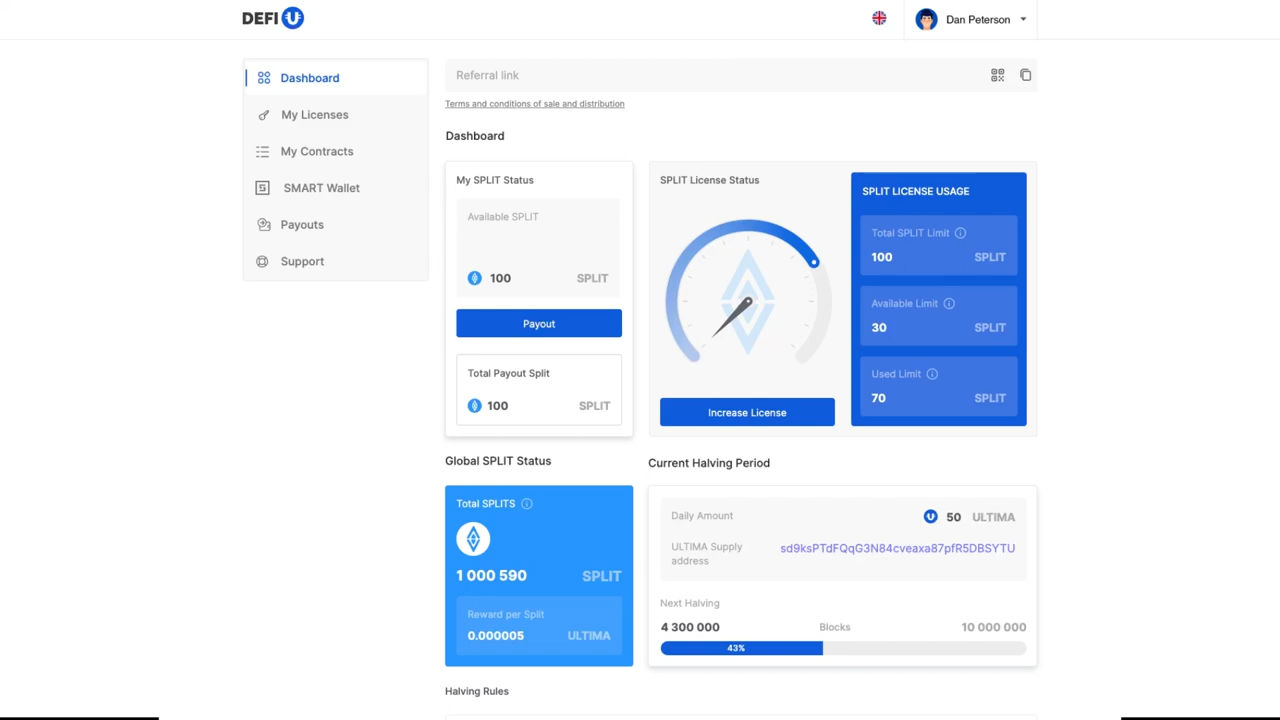 DEFI U
Dan Peterson
Dashboard
My Licenses
My Contracts
SMART Wallet
Payouts
Support
Referral link
Terms and conditions of sale and distribution
Dashboard
My SPLIT Status
Available SPLIT
100 SPLIT
Payout
Total Payout Split
100 SPLIT
SPLIT License Status
Increase License
SPLIT LICENSE USAGE
Total SPLIT Limit
100 SPLIT
Available Limit
30 SPLIT
Used Limit
70 SPLIT
Global SPLIT Status
Total SPLITS
1 000 590 SPLIT
Reward per Split
0.000005 ULTIMA
Current Halving Period
Daily Amount 50 ULTIMA
ULTIMA Supply sd9ksPTdFQqG3N84cveaxa87pfR5DBSYTU
address
Next Halving
4 300 000 Blocks 10 000 000
43%
Halving Rules